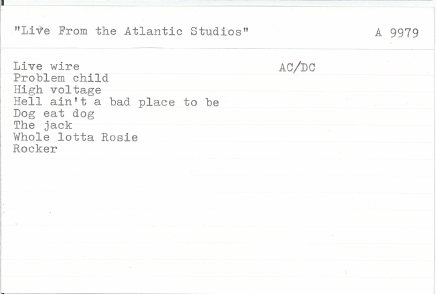 "Live From the Atlantic Studios" A 9979
Live wire AC/DC
Problem child
High voltage
Hell ain't a bad place to be
Dog eat dog
The jack
Whole lotta Rosie
Rocker